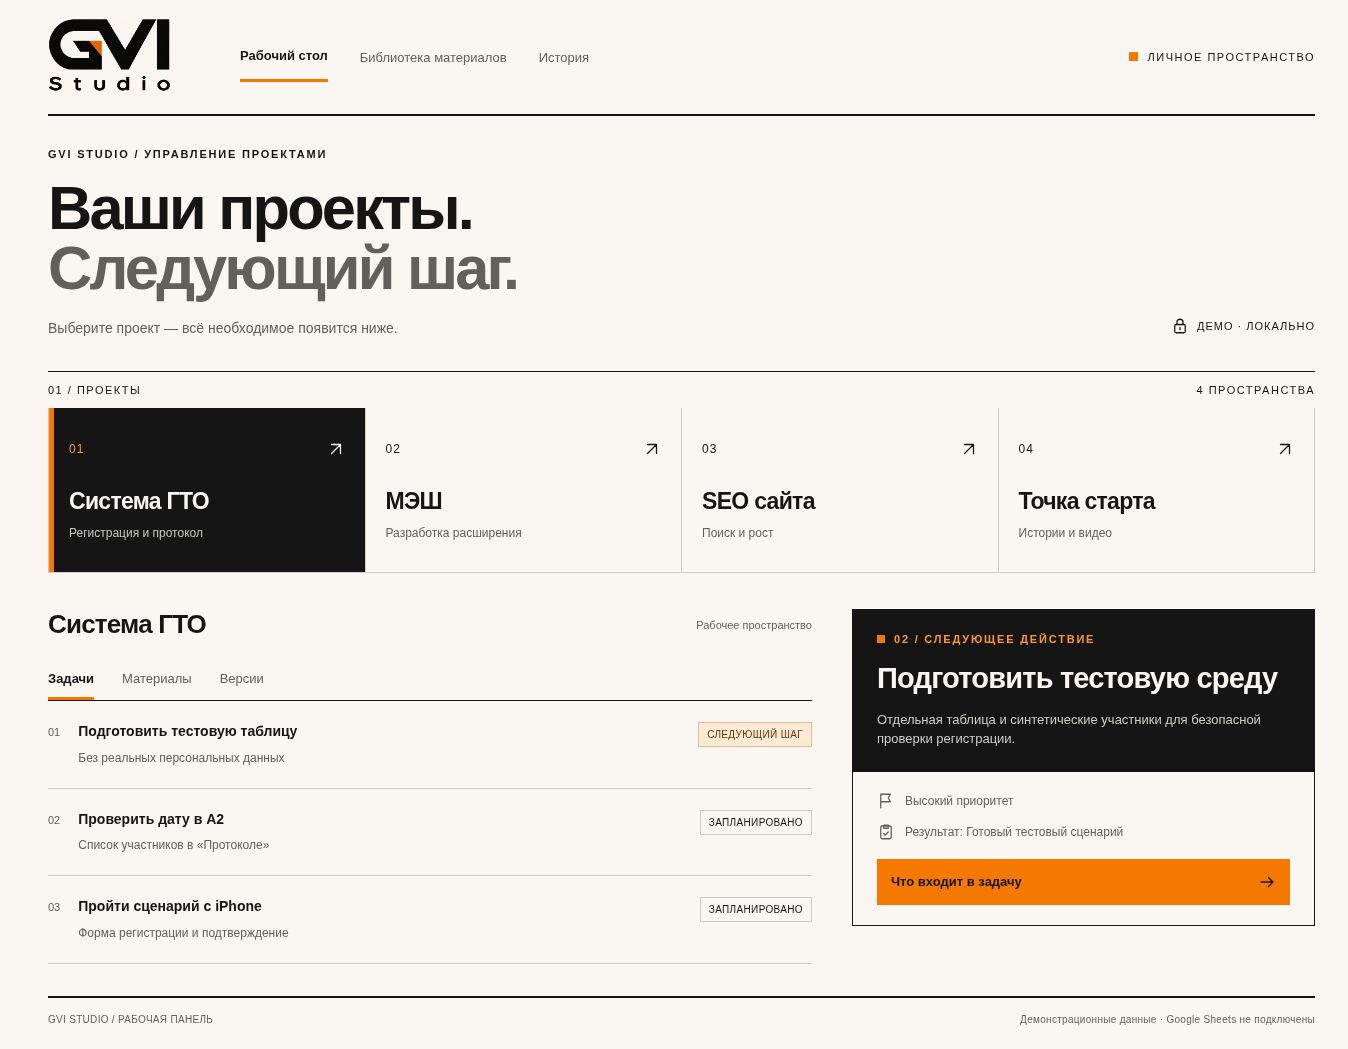 GVI
Studio
Рабочий стол
Библиотека материалов
История
ЛИЧНОЕ ПРОСТРАНСТВО
GVI STUDIO / УПРАВЛЕНИЕ ПРОЕКТАМИ
Ваши проекты.
Следующий шаг.
Выберите проект — всё необходимое появится ниже.
ДЕМО · ЛОКАЛЬНО
01 / ПРОЕКТЫ
4 ПРОСТРАНСТВА
01
Система ГТО
Регистрация и протокол
02
МЭШ
Разработка расширения
03
SEO сайта
Поиск и рост
04
Точка старта
Истории и видео
Система ГТО
Рабочее пространство
Задачи
Материалы
Версии
01
Подготовить тестовую таблицу
СЛЕДУЮЩИЙ ШАГ
Без реальных персональных данных
02
Проверить дату в A2
ЗАПЛАНИРОВАНО
Список участников в «Протоколе»
03
Пройти сценарий с iPhone
ЗАПЛАНИРОВАНО
Форма регистрации и подтверждение
02 / СЛЕДУЮЩЕЕ ДЕЙСТВИЕ
Подготовить тестовую среду
Отдельная таблица и синтетические участники для безопасной
проверки регистрации.
Высокий приоритет
Результат: Готовый тестовый сценарий
Что входит в задачу
GVI STUDIO / РАБОЧАЯ ПАНЕЛЬ
Демонстрационные данные · Google Sheets не подключены